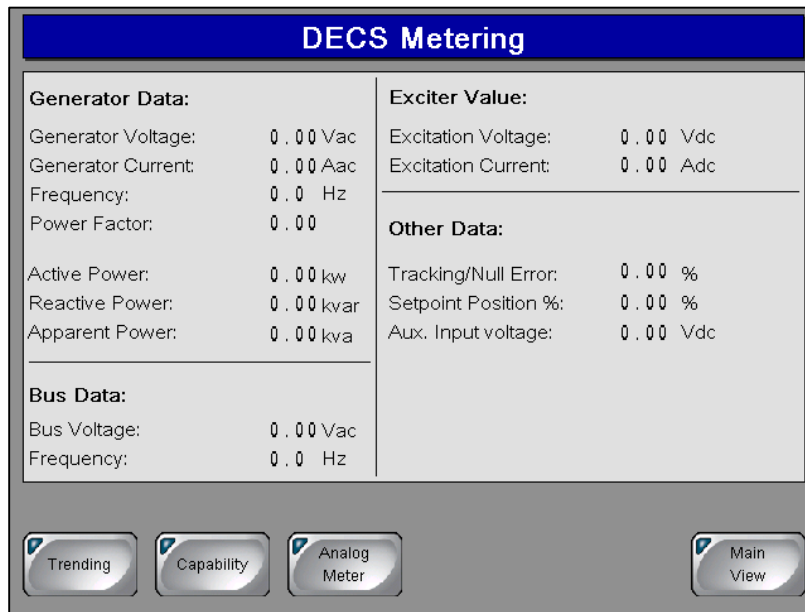 DECS Metering
Generator Data:
Generator Voltage: 0.00 Vac
Generator Current: 0.00 Aac
Frequency: 0.0 Hz
Power Factor: 0.00
Active Power: 0.00 kw
Reactive Power: 0.00 kvar
Apparent Power: 0.00 kva
Bus Data:
Bus Voltage: 0.00 Vac
Frequency: 0.0 Hz
Exciter Value:
Excitation Voltage: 0.00 Vdc
Excitation Current: 0.00 Adc
Other Data:
Tracking/Null Error: 0.00 %
Setpoint Position %: 0.00 %
Aux. Input voltage: 0.00 Vdc
Trending
Capability
Analog
Meter
Main
View